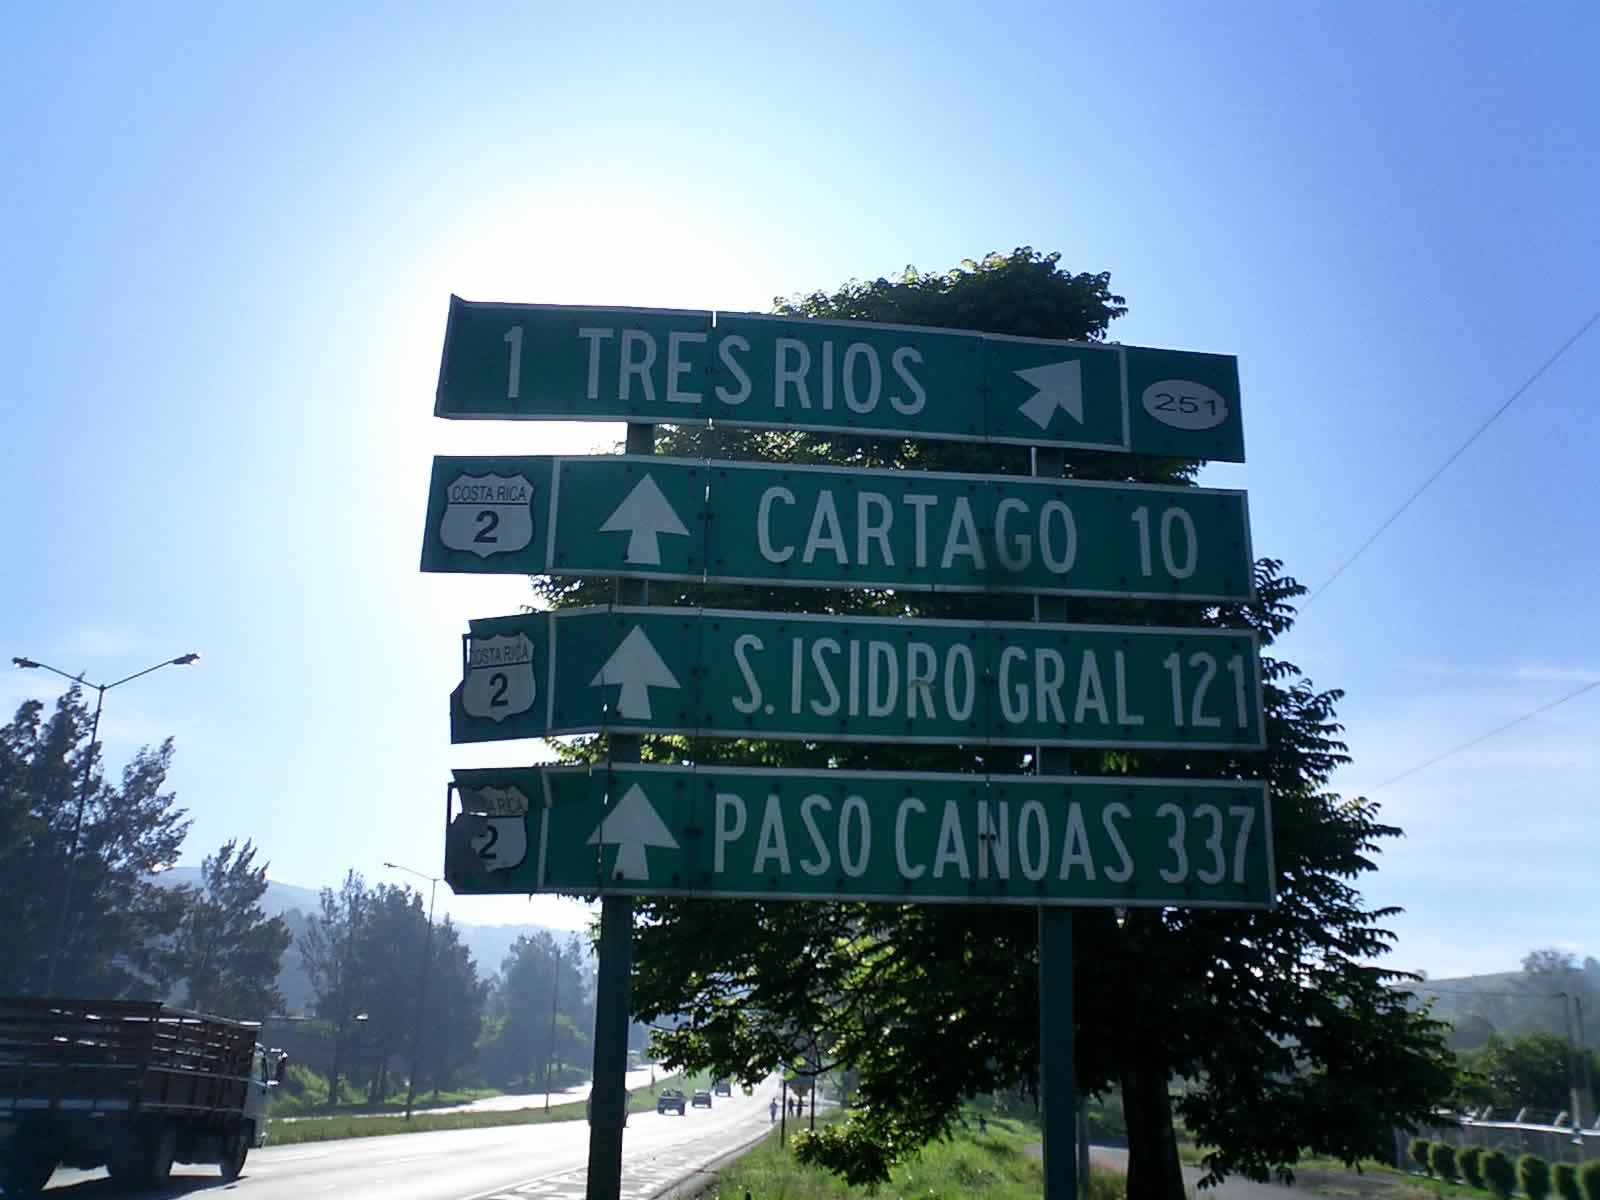 1 TRES RIOS 251
COSTA RICA 2 CARTAGO 10
COSTA RICA 2 S. ISIDRO GRAL 121
A RICA 2 PASO CANOAS 337